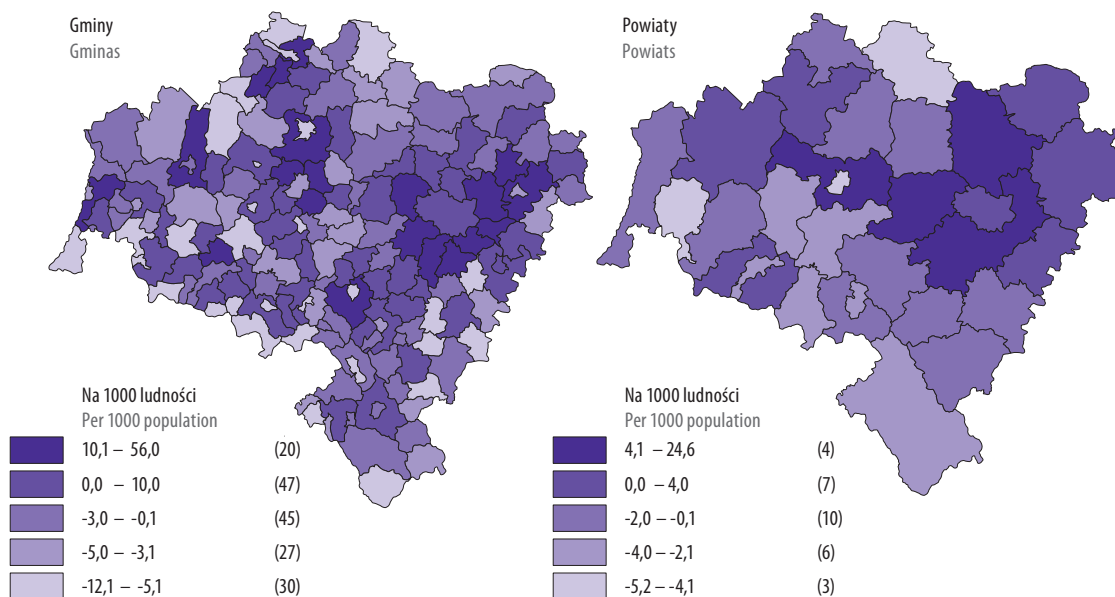 Gminy
Gminas
Na 1000 ludności
Per 1000 population
10,1 – 56,0 (20)
0,0 – 10,0 (47)
-3,0 – -0,1 (45)
-5,0 – -3,1 (27)
-12,1 – -5,1 (30)
Powiaty
Powiats
Na 1000 ludności
Per 1000 population
4,1 – 24,6 (4)
0,0 – 4,0 (7)
-2,0 – -0,1 (10)
-4,0 – -2,1 (6)
-5,2 – -4,1 (3)